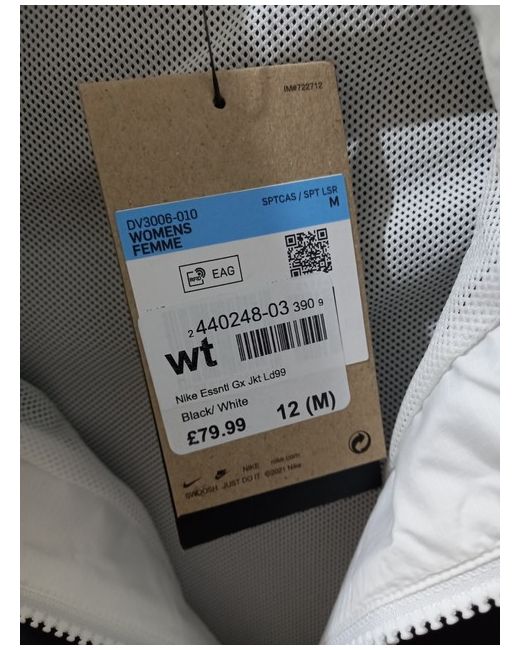 IM#722712
DV3006-010
SPTCAS / SPT LSR
WOMENS
M
FEMME
RFID EAG
2 440248-03 390 9
wt
Nike Essntl Gx Jkt Ld99
Black/ White
£79.99 12 (M)
NIKE nike.com
SWOOSH JUST DO IT ©2021 Nike